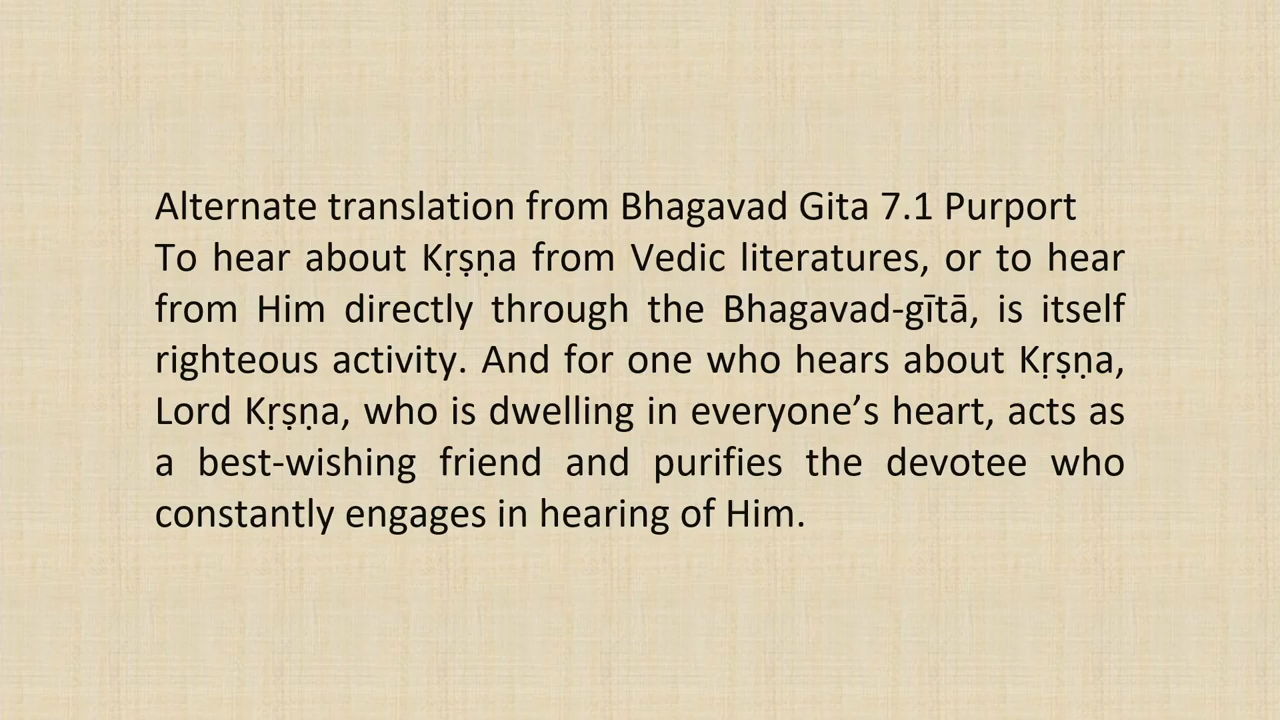 Alternate translation from Bhagavad Gita 7.1 Purport
To hear about Kṛṣṇa from Vedic literatures, or to hear
from Him directly through the Bhagavad-gītā, is itself
righteous activity. And for one who hears about Kṛṣṇa,
Lord Kṛṣṇa, who is dwelling in everyone’s heart, acts as
a best-wishing friend and purifies the devotee who
constantly engages in hearing of Him.